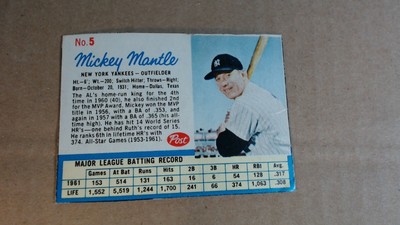 No. 5
Mickey Mantle
NEW YORK YANKEES — OUTFIELDER
Ht.—6', Wt.—200; Switch Hitter; Throws—Right,
Born—October 20, 1931; Home—Dallas, Texas
The AL's home-run king for the 4th
time in 1960 (40), he also finished 2nd
for the MVP Award. Mickey won the MVP
title in 1956, with a BA of .353, and
again in 1957 with a BA of .365 (his all-
time high). He has hit 14 World Series
HR's—one behind Ruth's record of 15.
He ranks 6th in lifetime HR's with
374. All-Star Games (1953-1961).
Post
MAJOR LEAGUE BATTING RECORD
Games At Bat Runs Hits 2B 3B HR RBI Avg.
1961 153 514 131 163 16 6 54 128 .317
LIFE 1,552 5,519 1,244 1,700 241 66 374 1,063 .308